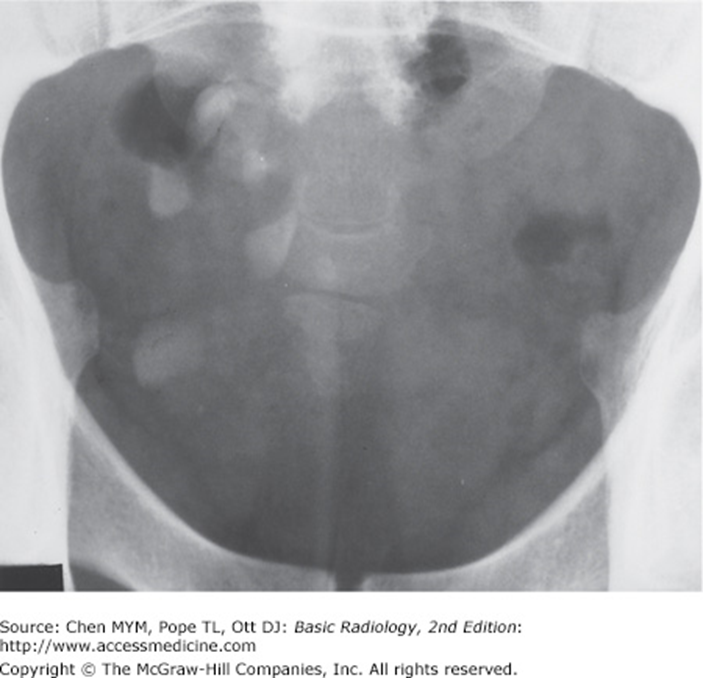 Source: Chen MYM, Pope TL, Ott DJ: Basic Radiology, 2nd Edition:
http://www.accessmedicine.com
Copyright © The McGraw-Hill Companies, Inc. All rights reserved.